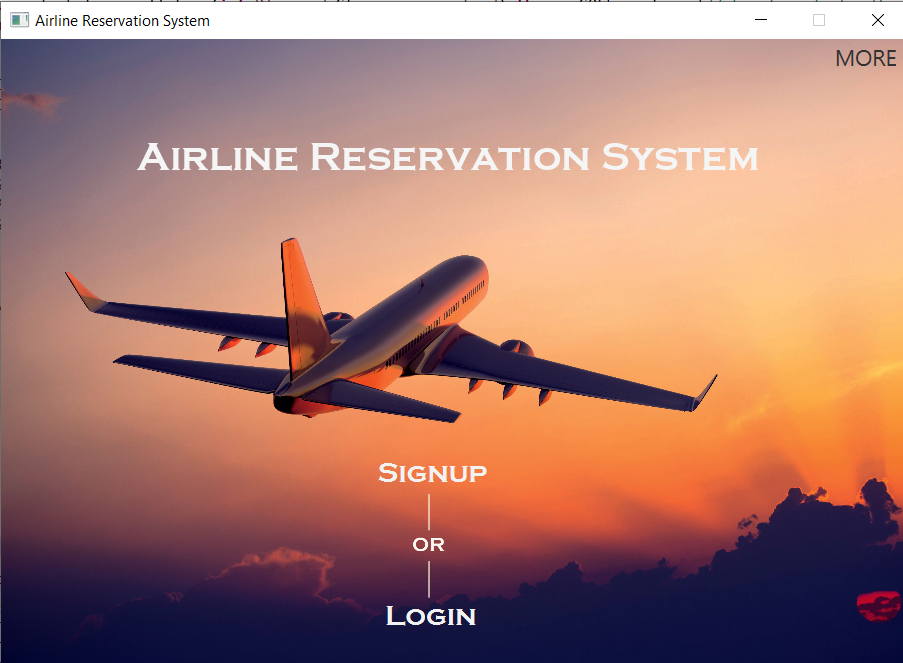 Airline Reservation System
MORE
Airline Reservation System
Signup
or
Login